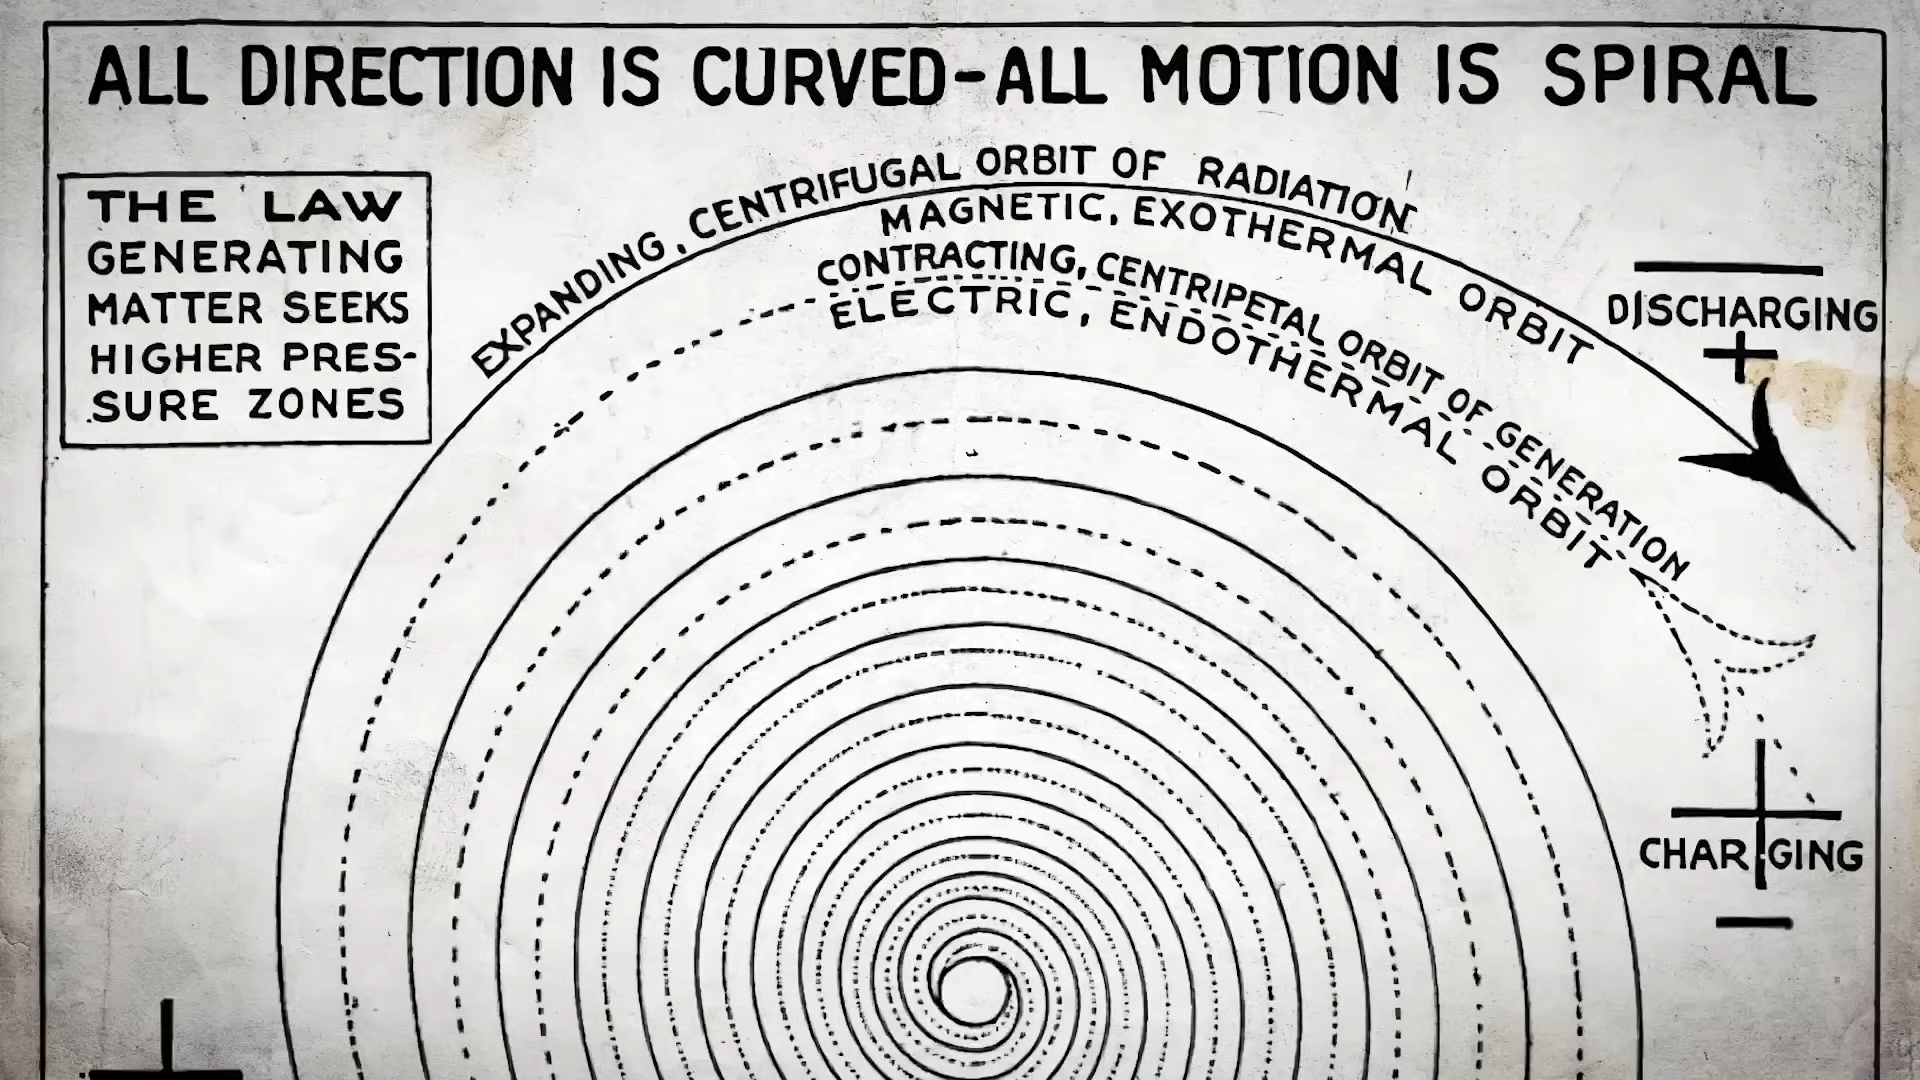 ALL DIRECTION IS CURVED-ALL MOTION IS SPIRAL
THE LAW
GENERATING
MATTER SEEKS
HIGHER PRES-
SURE ZONES
EXPANDING, CENTRIFUGAL ORBIT OF RADIATION
MAGNETIC, EXOTHERMAL ORBIT
CONTRACTING, CENTRIPETAL ORBIT OF GENERATION
ELECTRIC, ENDOTHERMAL ORBIT
DISCHARGING
CHARGING